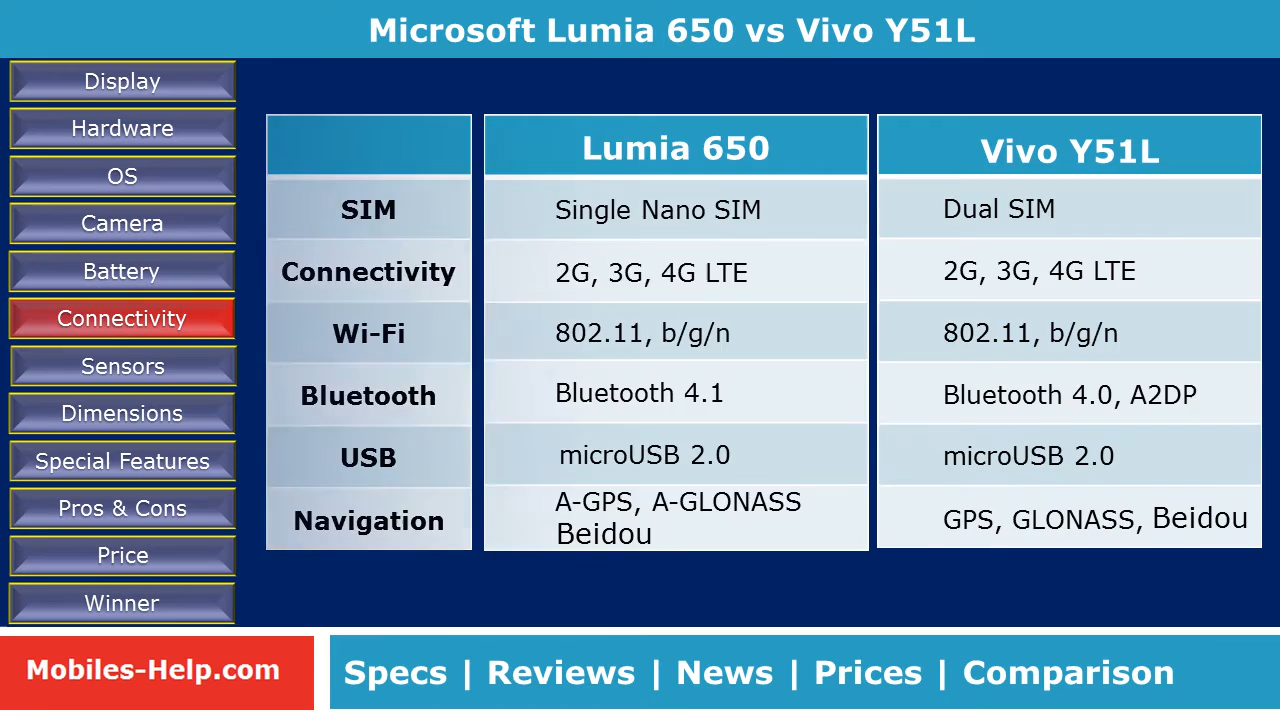 Microsoft Lumia 650 vs Vivo Y51L
Display
Hardware
OS
Camera
Battery
Connectivity
Sensors
Dimensions
Special Features
Pros & Cons
Price
Winner
Lumia 650
Vivo Y51L
SIM
Single Nano SIM
Dual SIM
Connectivity
2G, 3G, 4G LTE
2G, 3G, 4G LTE
Wi-Fi
802.11, b/g/n
802.11, b/g/n
Bluetooth
Bluetooth 4.1
Bluetooth 4.0, A2DP
USB
microUSB 2.0
microUSB 2.0
Navigation
A-GPS, A-GLONASS
Beidou
GPS, GLONASS, Beidou
Mobiles-Help.com
Specs | Reviews | News | Prices | Comparison